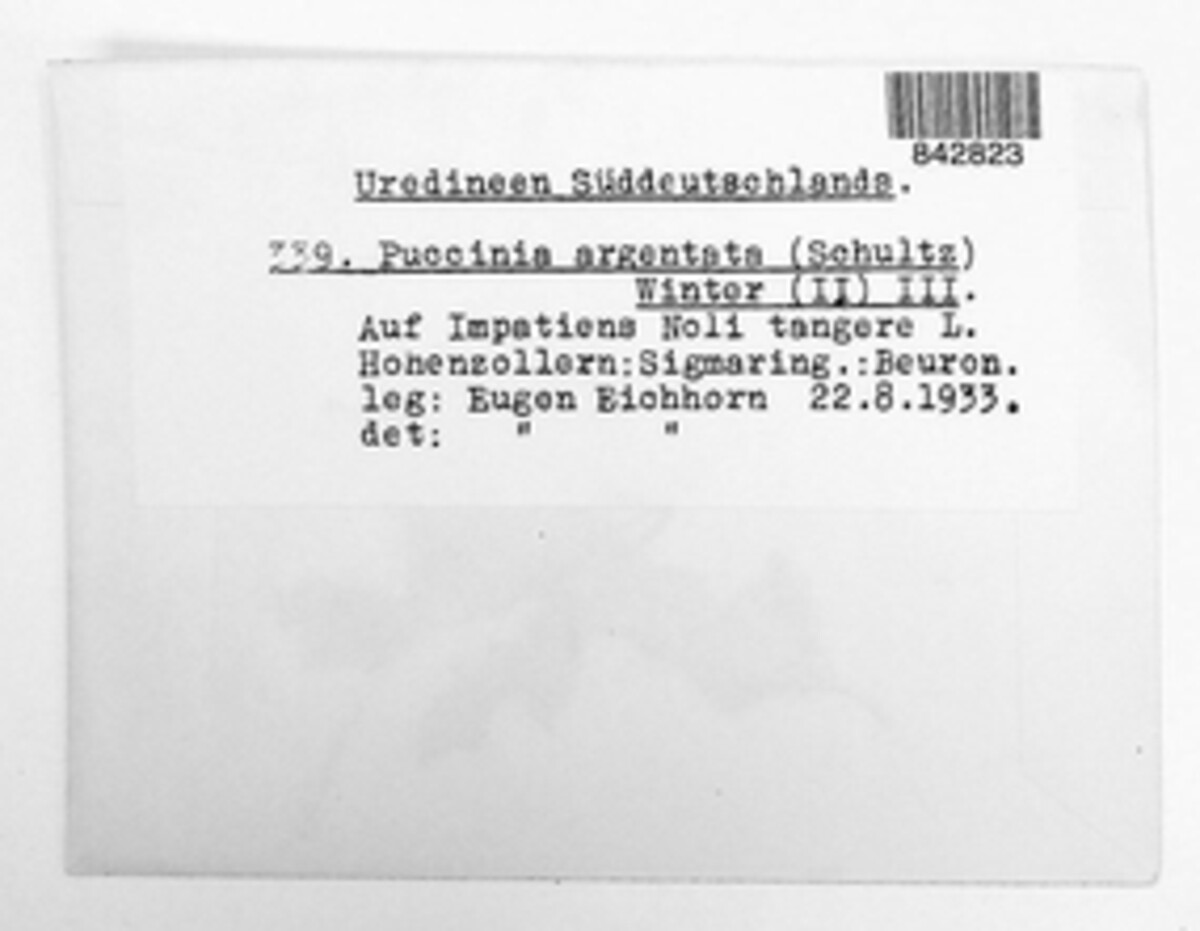 842823
Uredineen Süddeutschlands.
339. Puccinia argentata (Schultz)
Winter (II) III.
Auf Impatiens Noli tangere L.
Hohenzollern:Sigmaring.:Beuron.
leg: Eugen Eichhorn 22.8.1933.
det: " "